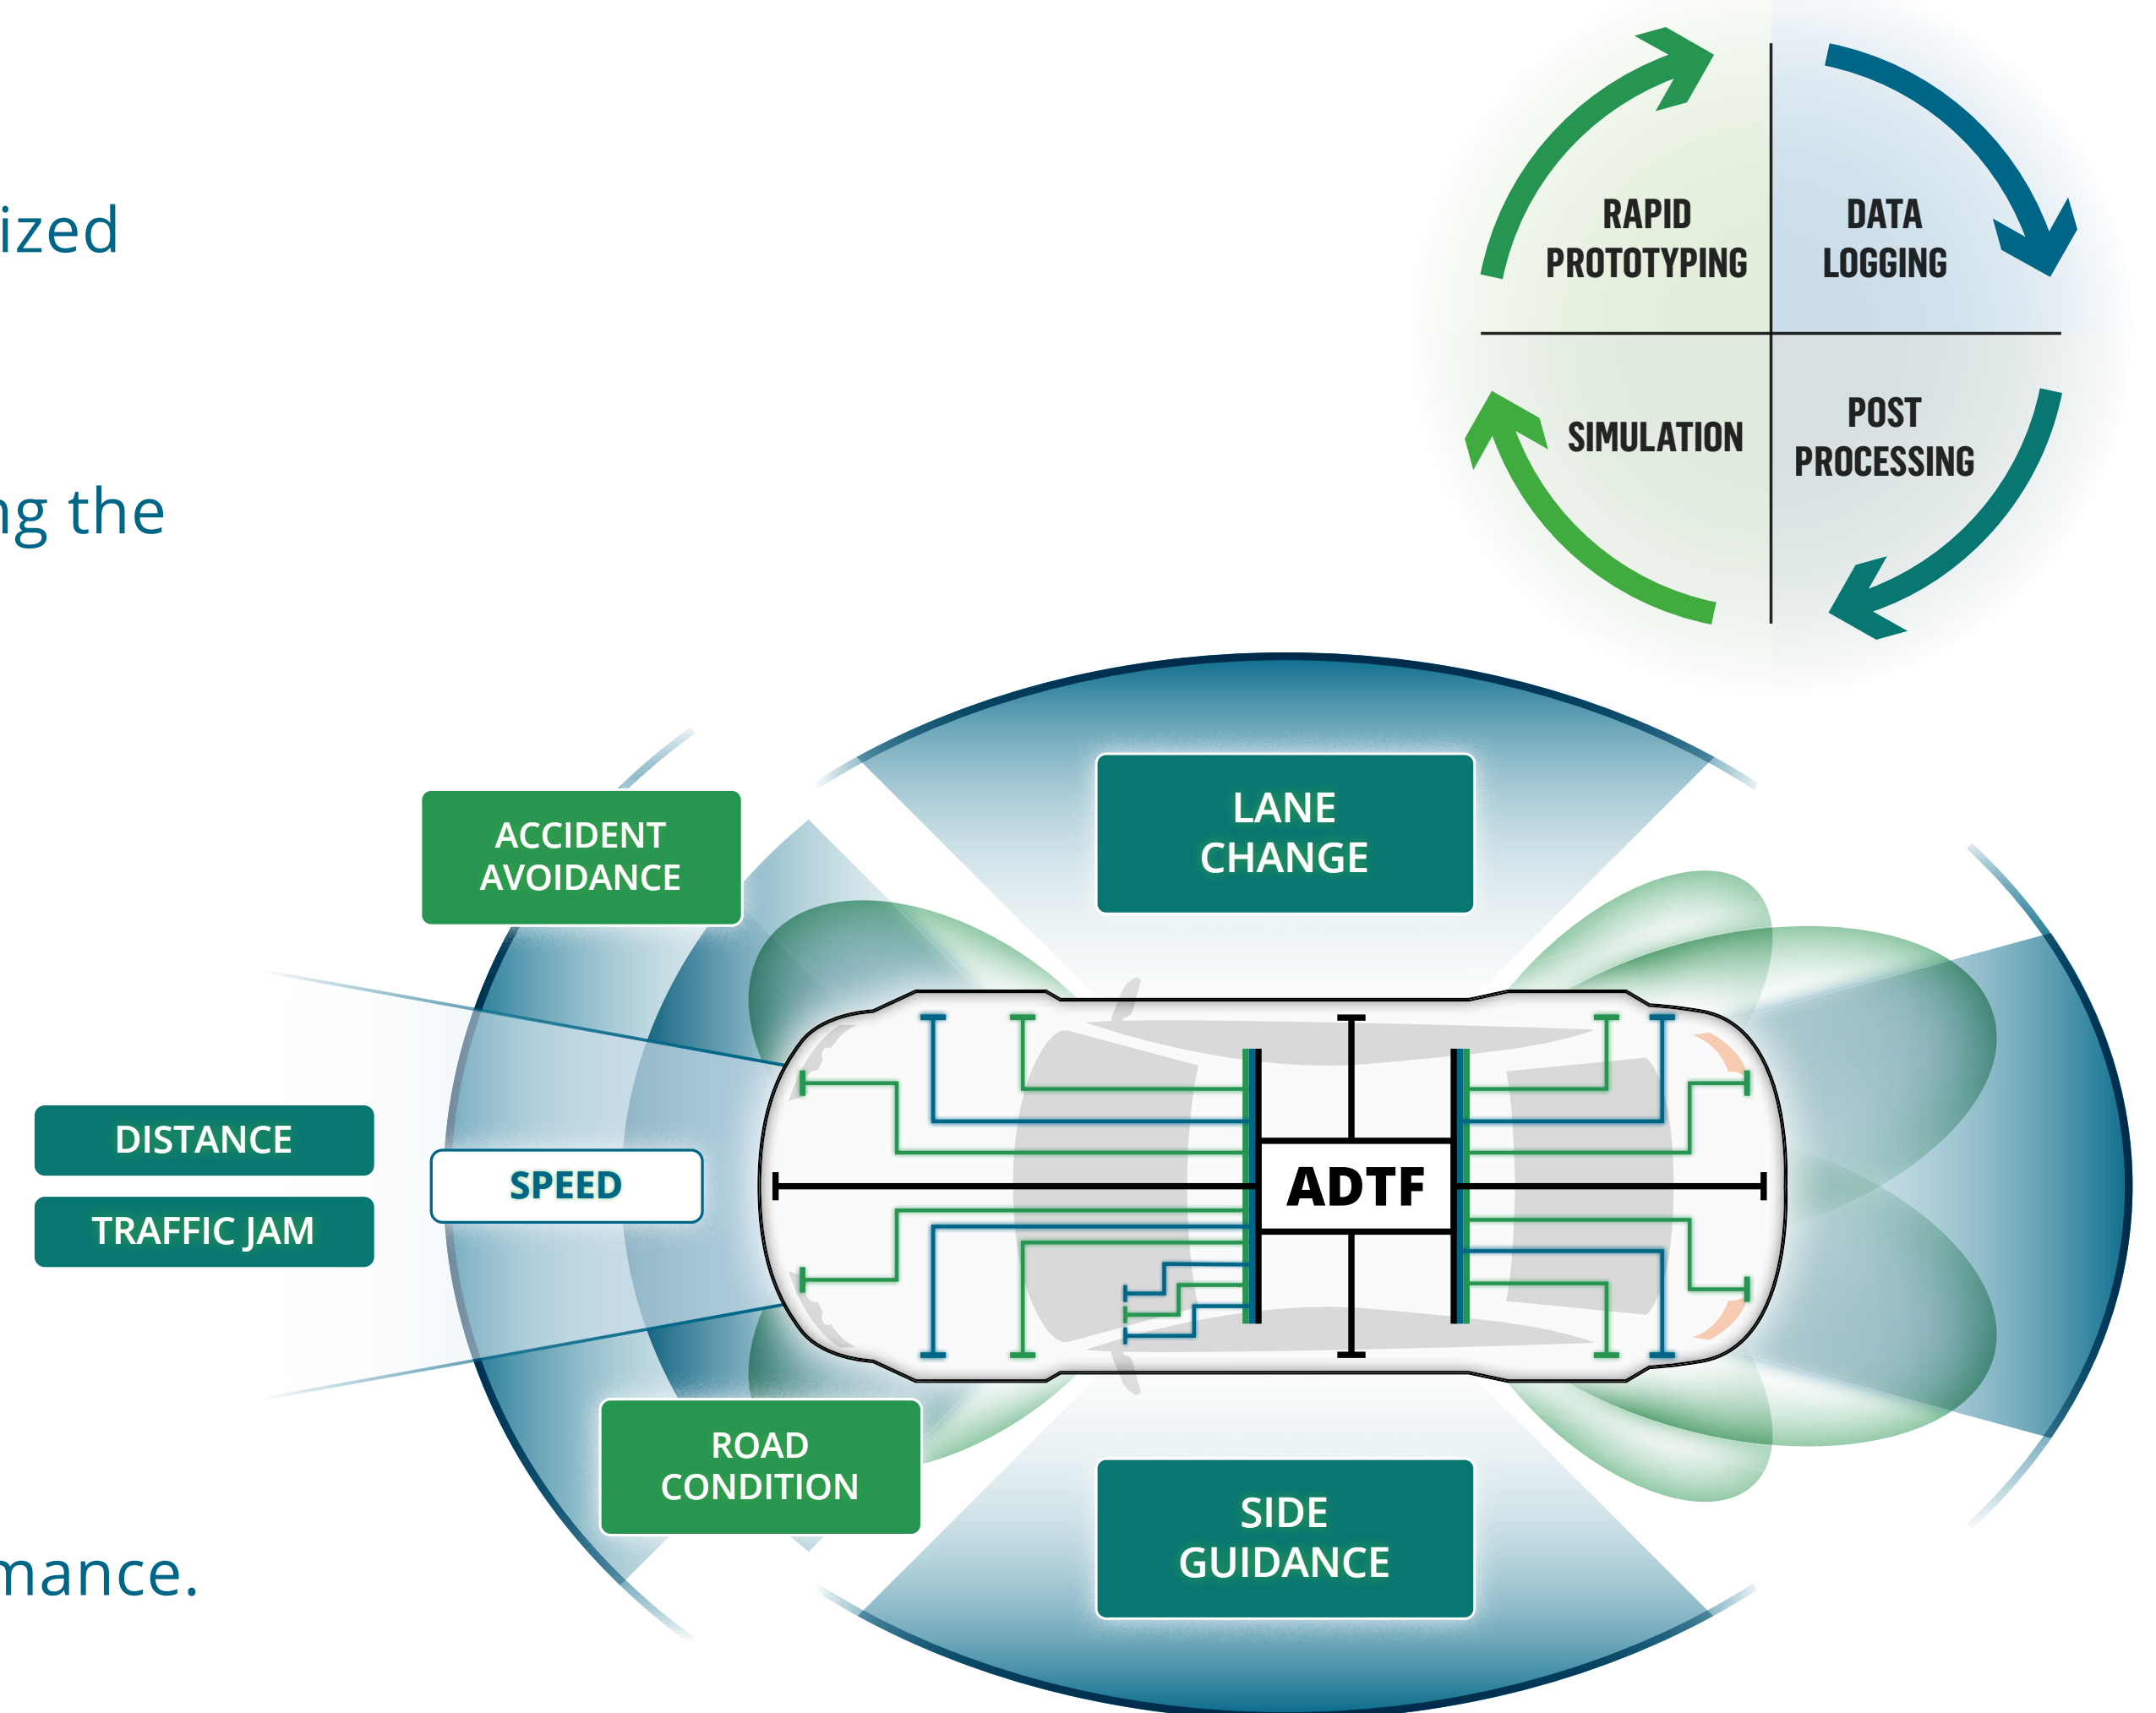 ized
ng the
mance.
RAPID
PROTOTYPING
DATA
LOGGING
SIMULATION
POST
PROCESSING
ACCIDENT
AVOIDANCE
LANE
CHANGE
DISTANCE
TRAFFIC JAM
SPEED
ADTF
ROAD
CONDITION
SIDE
GUIDANCE